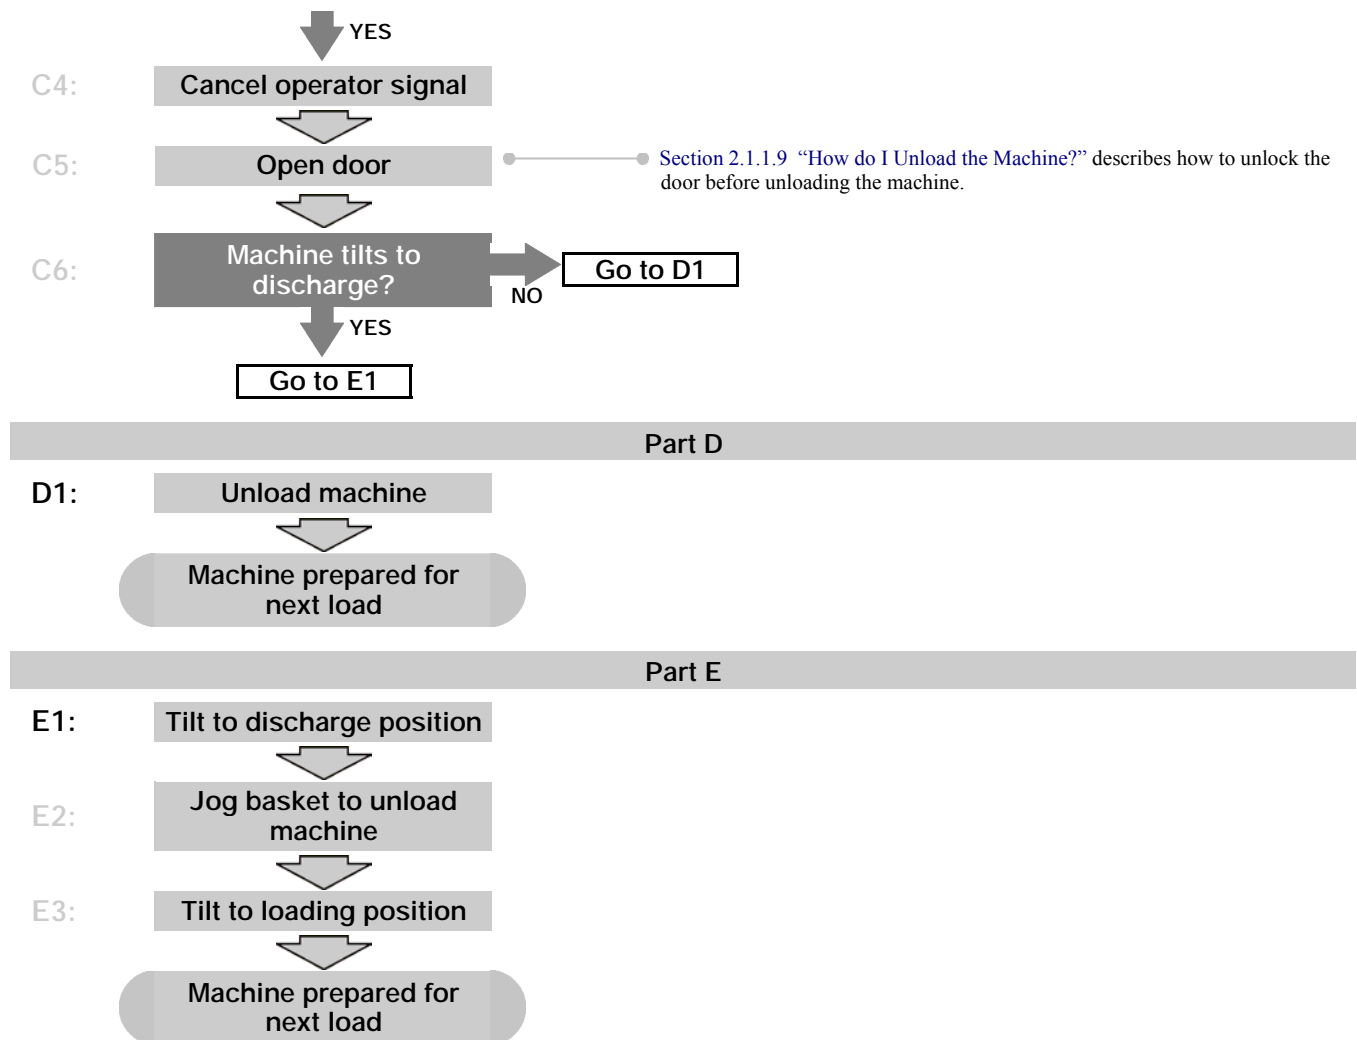 YES
C4:
Cancel operator signal
C5:
Open door
Section 2.1.1.9 “How do I Unload the Machine?” describes how to unlock the
door before unloading the machine.
C6:
Machine tilts to
discharge?
Go to D1
NO
YES
Go to E1
Part D
D1:
Unload machine
Machine prepared for
next load
Part E
E1:
Tilt to discharge position
E2:
Jog basket to unload
machine
E3:
Tilt to loading position
Machine prepared for
next load